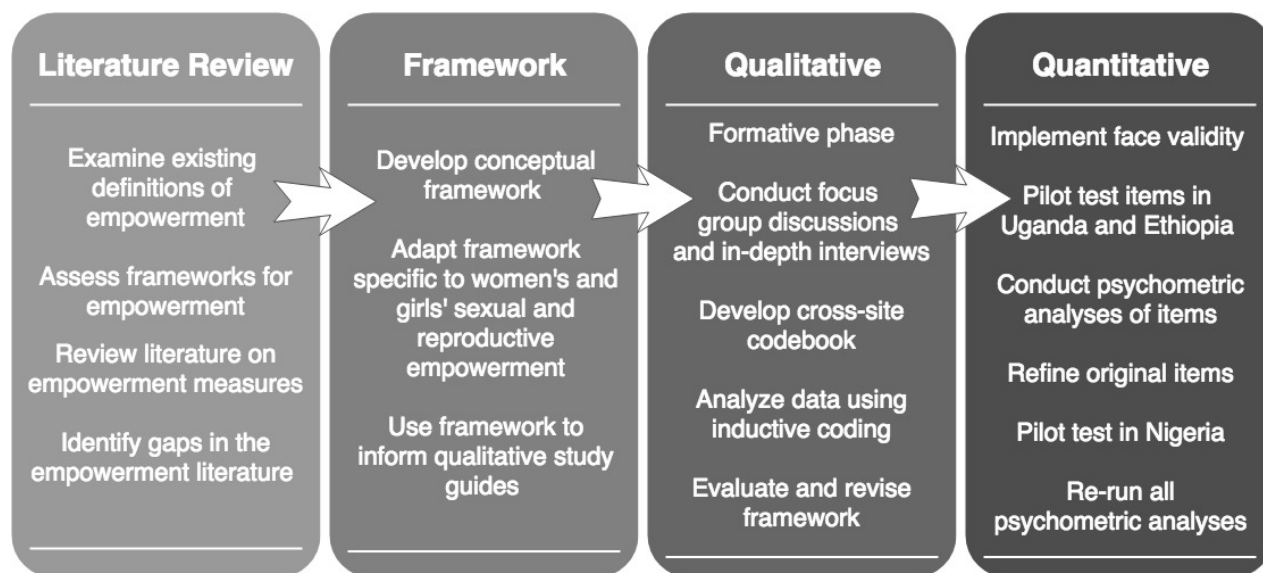 Literature Review
Examine existing
definitions of
empowerment
Assess frameworks for
empowerment
Review literature on
empowerment measures
Identify gaps in the
empowerment literature
Framework
Develop conceptual
framework
Adapt framework
specific to women's and
girls' sexual and
reproductive
empowerment
Use framework to
inform qualitative study
guides
Qualitative
Formative phase
Conduct focus
group discussions
and in-depth interviews
Develop cross-site
codebook
Analyze data using
inductive coding
Evaluate and revise
framework
Quantitative
Implement face validity
Pilot test items in
Uganda and Ethiopia
Conduct psychometric
analyses of items
Refine original items
Pilot test in Nigeria
Re-run all
psychometric analyses